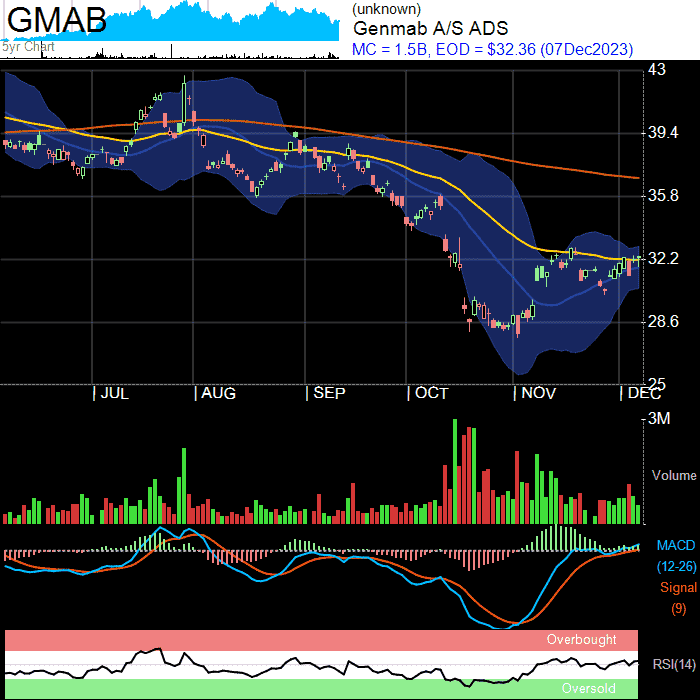 GMAB
5yr Chart
(unknown)
Genmab A/S ADS
MC = 1.5B, EOD = $32.36 (07Dec2023)
43
39.4
35.8
32.2
28.6
25
JUL
AUG
SEP
OCT
NOV
DEC
3M
Volume
MACD
(12-26)
Signal
(9)
Overbought
RSI(14)
Oversold